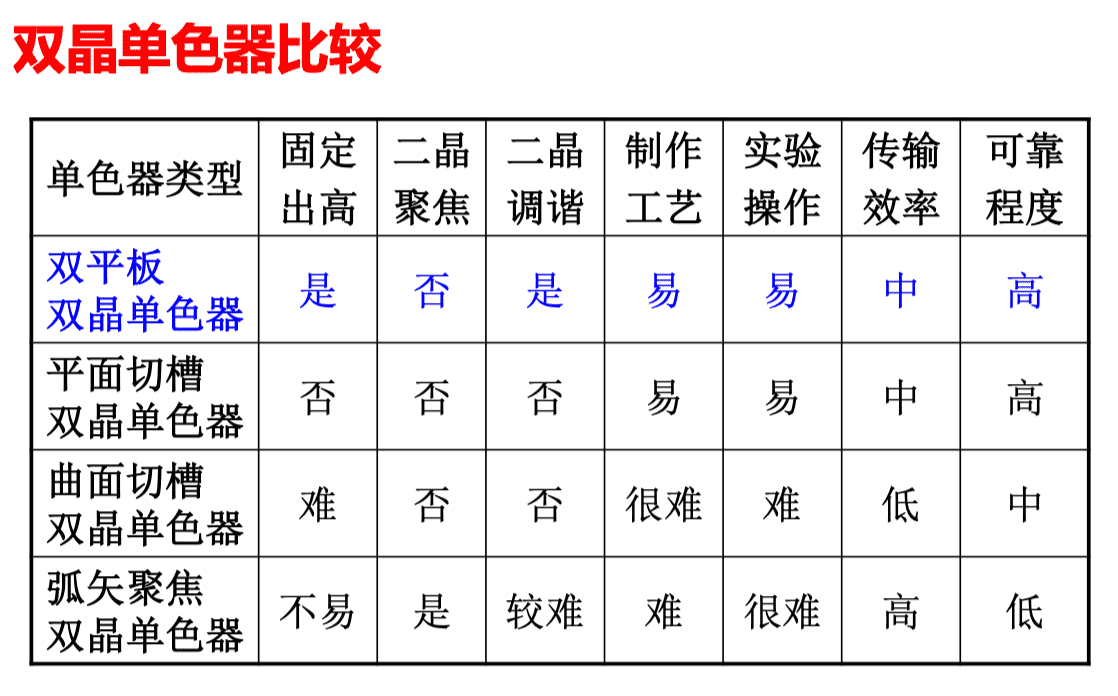 双晶单色器比较
单色器类型 固定出高 二晶聚焦 二晶调谐 制作工艺 实验操作 传输效率 可靠程度
双平板双晶单色器 是 否 是 易 易 中 高
平面切槽双晶单色器 否 否 否 易 易 中 高
曲面切槽双晶单色器 难 否 否 很难 难 低 中
弧矢聚焦双晶单色器 不易 是 较难 难 很难 高 低